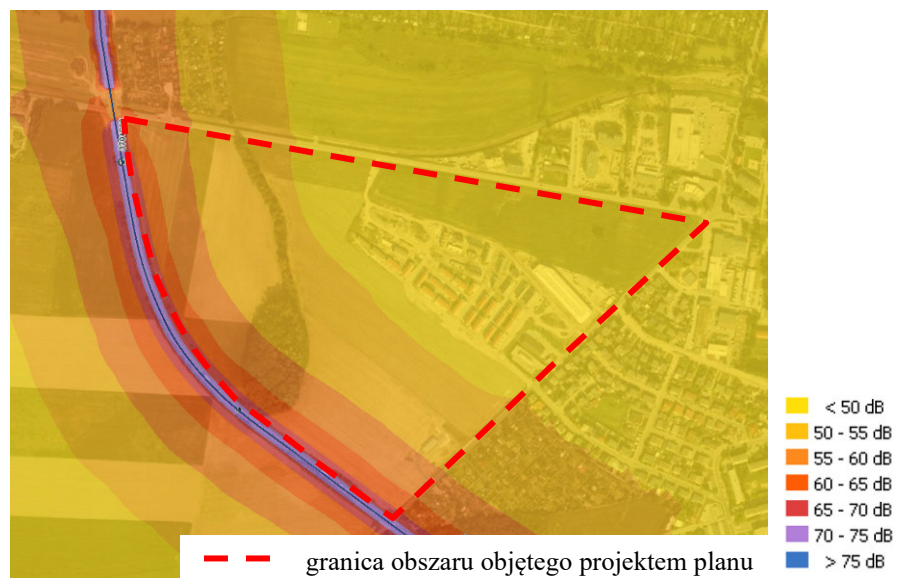 < 50 dB
50 - 55 dB
55 - 60 dB
60 - 65 dB
65 - 70 dB
70 - 75 dB
> 75 dB
granica obszaru objętego projektem planu